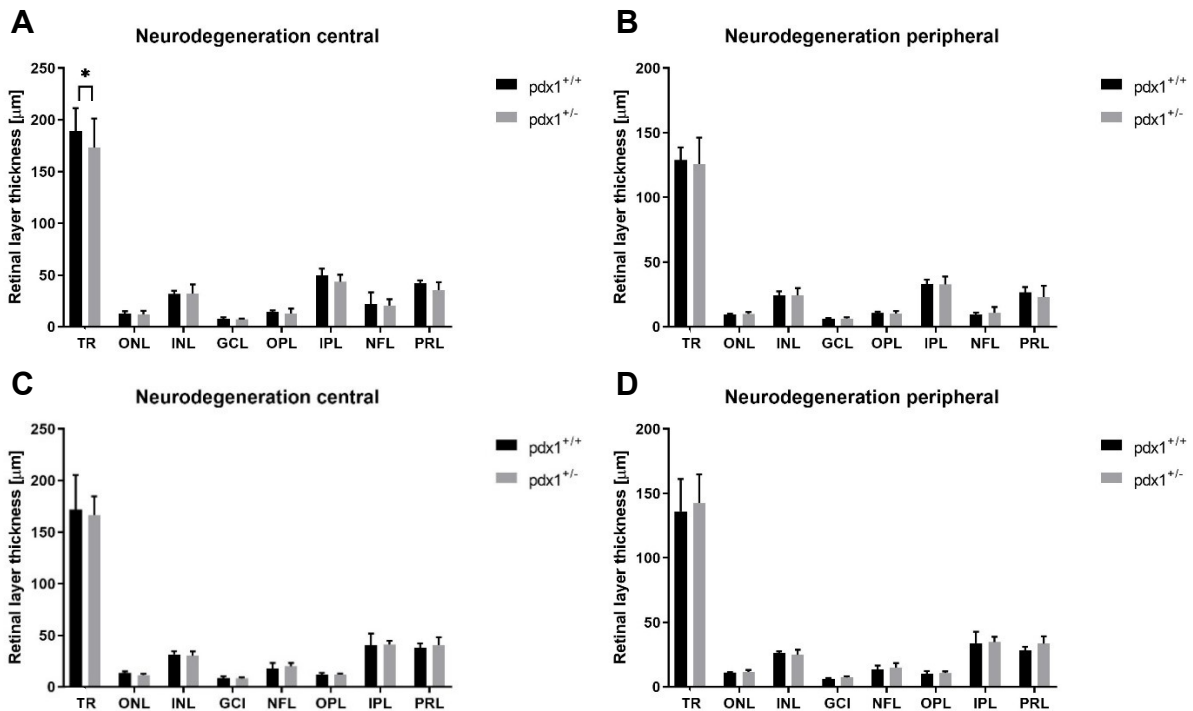 A
Neurodegeneration central
Retinal layer thickness [µm]
250
200
150
100
50
0
*
pdx1+/+
pdx1+/-
TR ONL INL GCL OPL IPL NFL PRL
B
Neurodegeneration peripheral
Retinal layer thickness [µm]
200
150
100
50
0
pdx1+/+
pdx1+/-
TR ONL INL GCL OPL IPL NFL PRL
C
Neurodegeneration central
Retinal layer thickness [µm]
250
200
150
100
50
0
pdx1+/+
pdx1+/-
TR ONL INL GCI NFL OPL IPL PRL
D
Neurodegeneration peripheral
Retinal layer thickness [µm]
200
150
100
50
0
pdx1+/+
pdx1+/-
TR ONL INL GCI NFL OPL IPL PRL